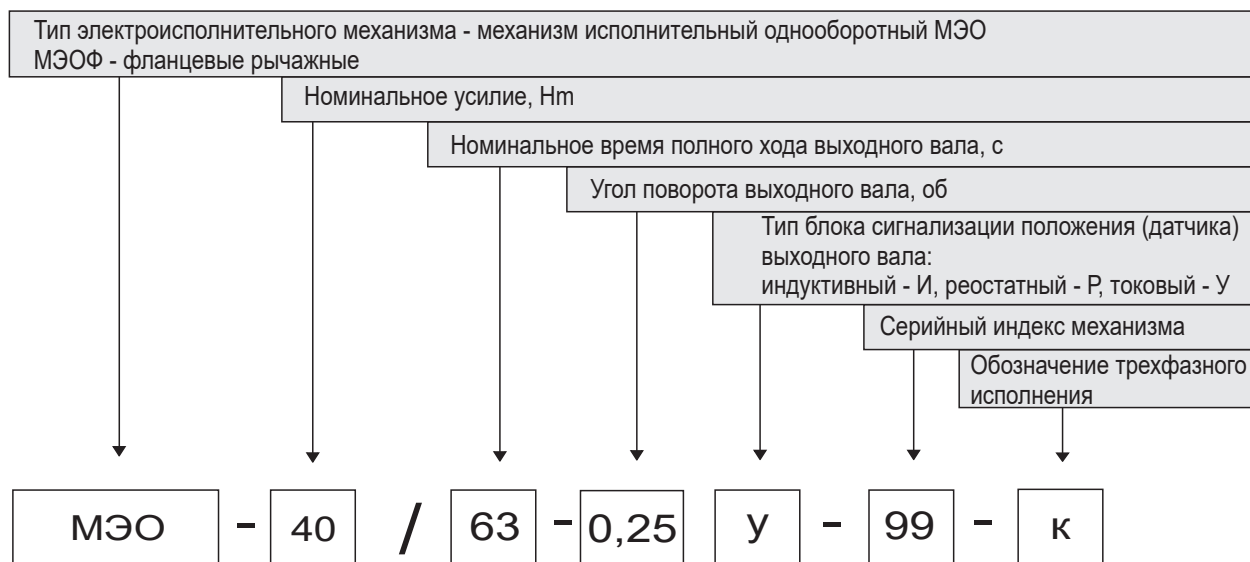 Тип электроисполнительного механизма - механизм исполнительный однооборотный МЭО
МЭОФ - фланцевые рычажные
Номинальное усилие, Hm
Номинальное время полного хода выходного вала, с
Угол поворота выходного вала, об
Тип блока сигнализации положения (датчика)
выходного вала:
индуктивный - И, реостатный - Р, токовый - У
Серийный индекс механизма
Обозначение трехфазного
исполнения
МЭО - 40 / 63 - 0,25 У - 99 - к